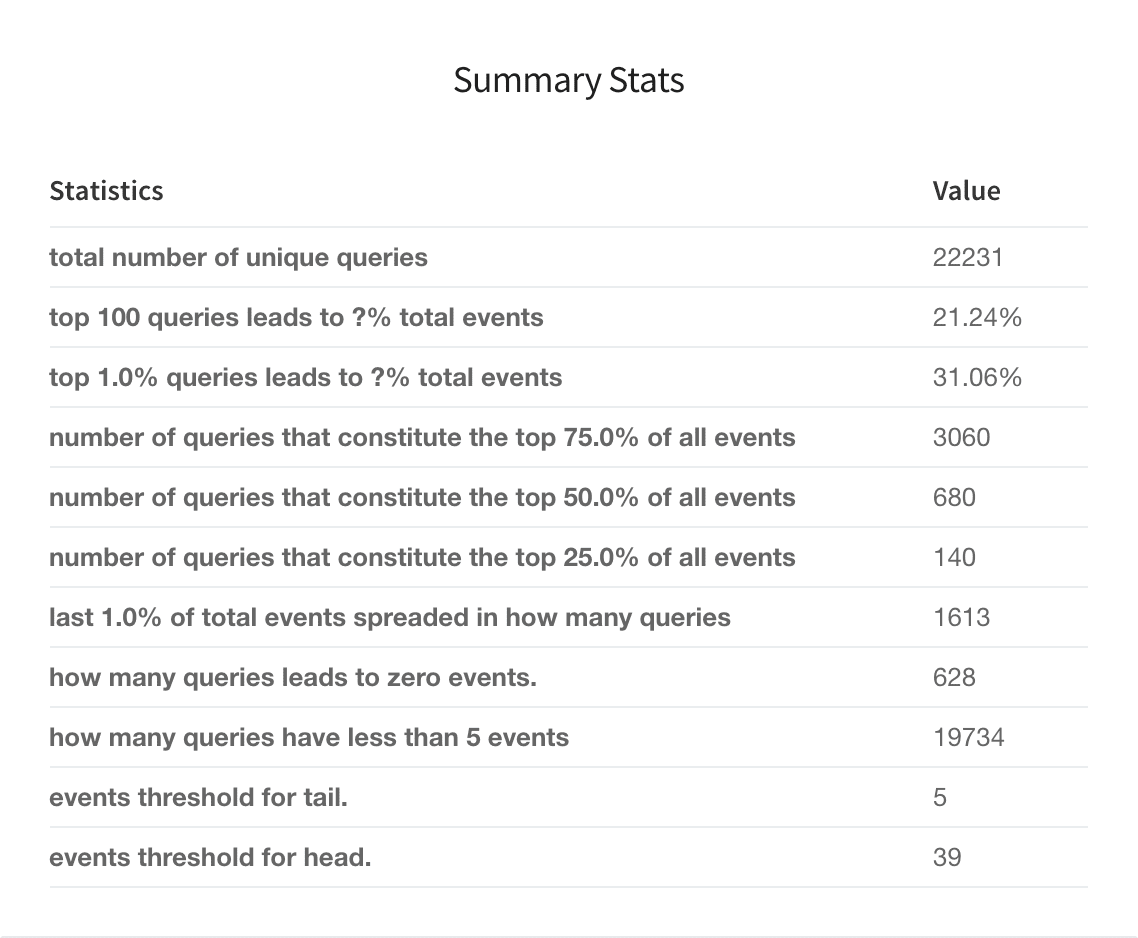 Summary Stats
Statistics Value
total number of unique queries 22231
top 100 queries leads to ?% total events 21.24%
top 1.0% queries leads to ?% total events 31.06%
number of queries that constitute the top 75.0% of all events 3060
number of queries that constitute the top 50.0% of all events 680
number of queries that constitute the top 25.0% of all events 140
last 1.0% of total events spreaded in how many queries 1613
how many queries leads to zero events. 628
how many queries have less than 5 events 19734
events threshold for tail. 5
events threshold for head. 39